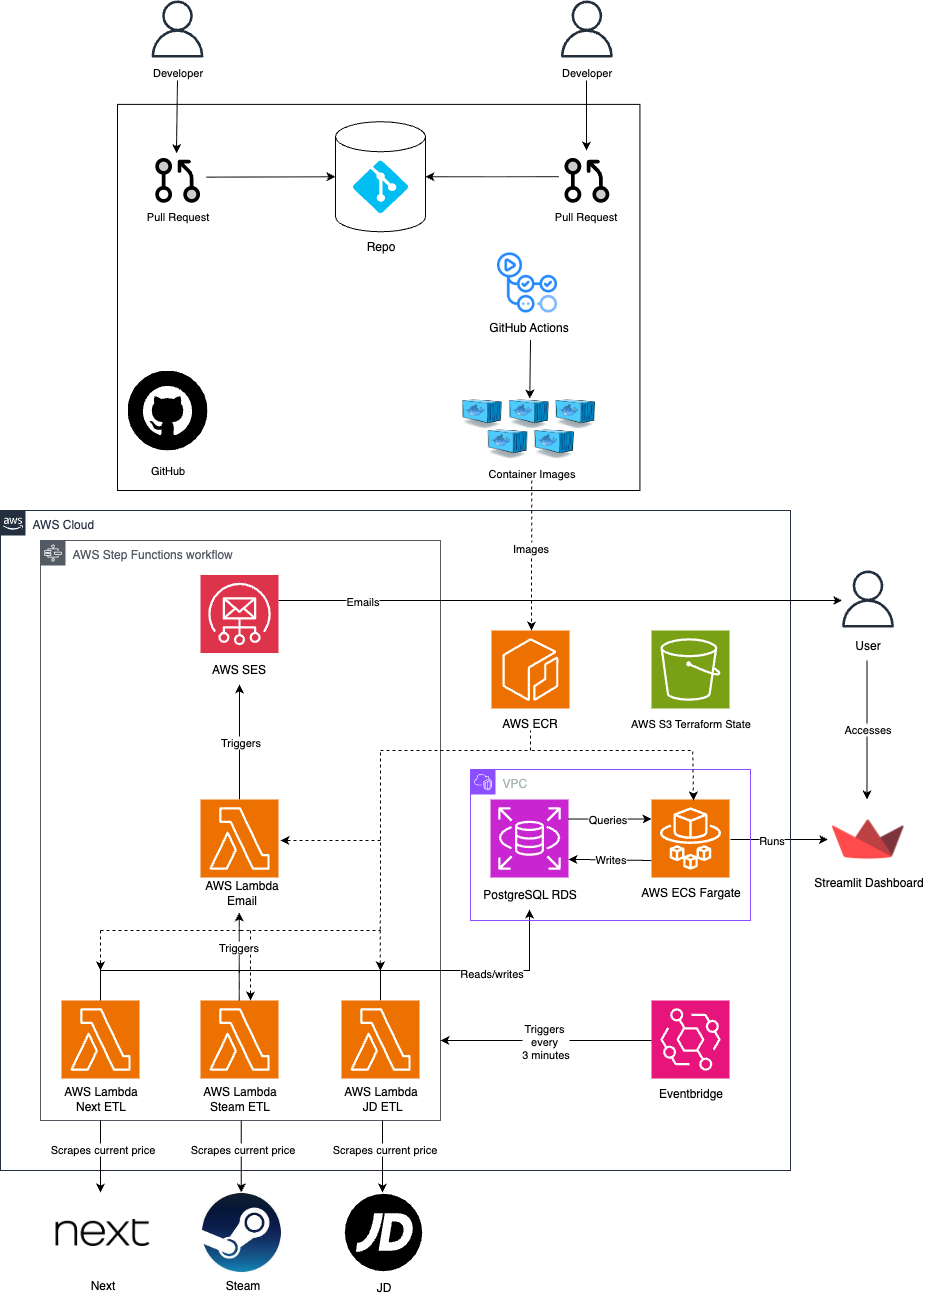 Developer
Developer
Pull Request
Pull Request
Repo
GitHub Actions
GitHub
Container Images
aws
AWS Cloud
AWS Step Functions workflow
Images
Emails
AWS SES
User
AWS ECR
AWS S3 Terraform State
Triggers
Accesses
VPC
Queries
Runs
Writes
AWS Lambda
Email
PostgreSQL RDS
AWS ECS Fargate
Streamlit Dashboard
Triggers
Reads/writes
Triggers
every
3 minutes
AWS Lambda
Next ETL
AWS Lambda
Steam ETL
AWS Lambda
JD ETL
Eventbridge
Scrapes current price
Scrapes current price
Scrapes current price
next
JD
Next
Steam
JD